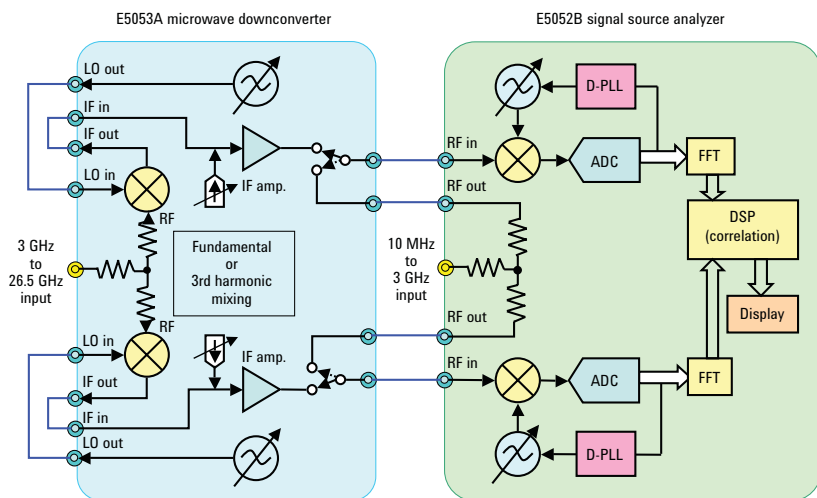 E5053A microwave downconverter
E5052B signal source analyzer
LO out
IF in
IF out
LO in
IF amp.
RF
3 GHz
to
26.5 GHz
input
Fundamental
or
3rd harmonic
mixing
RF
LO in
IF out
IF in
LO out
IF amp.
RF in
RF out
10 MHz
to
3 GHz
input
RF out
RF in
D-PLL
ADC
FFT
DSP
(correlation)
Display
ADC
FFT
D-PLL